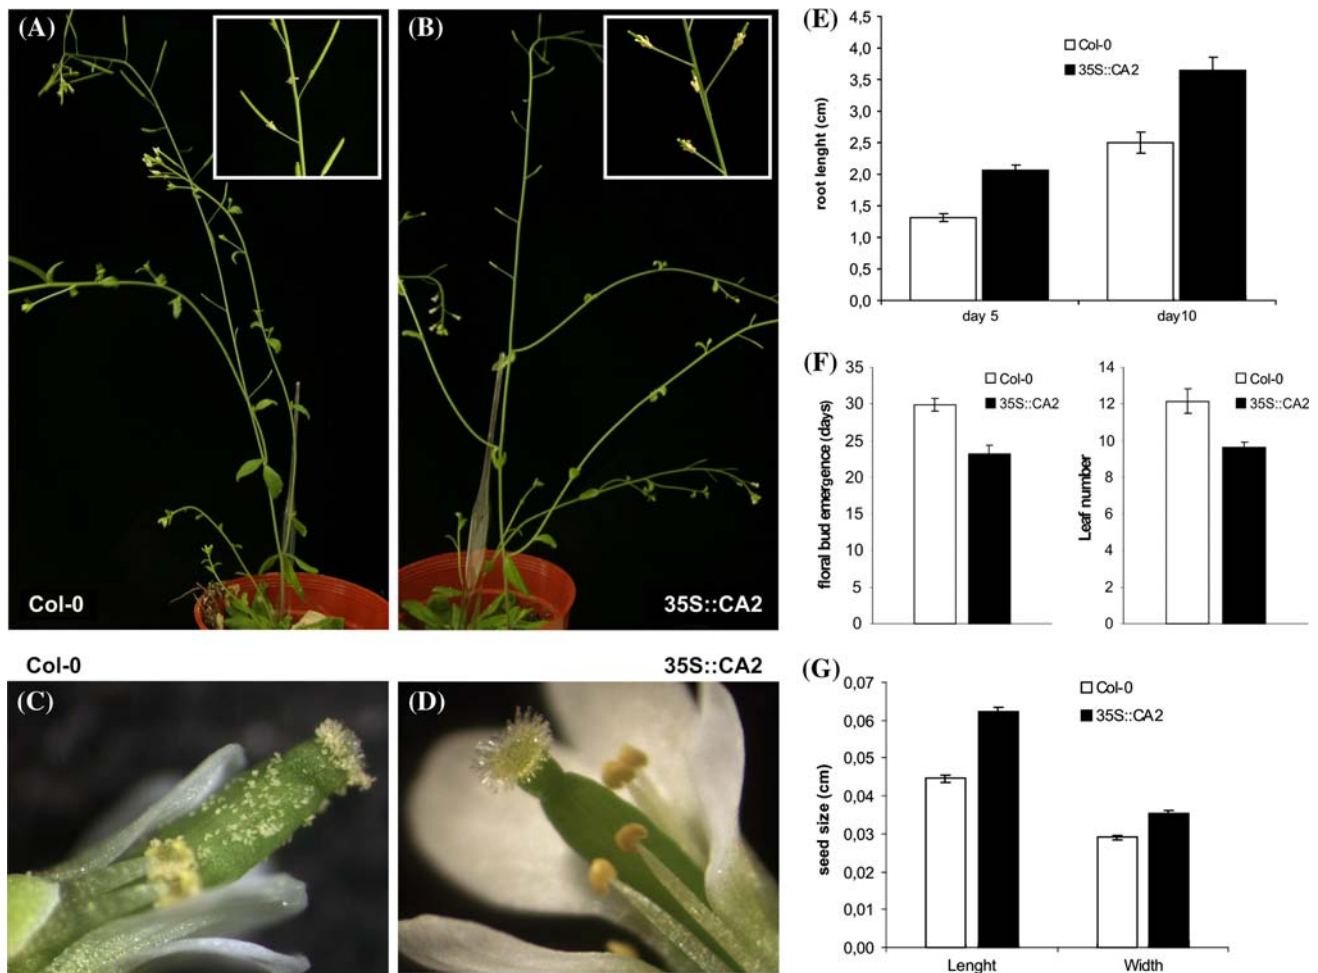 (A)
Col-0
(B)
35S::CA2
Col-0
(C)
35S::CA2
(D)
(E)
4,5
4,0
3,5
3,0
2,5
2,0
1,5
1,0
0,5
0,0
root lenght (cm)
Col-0
35S::CA2
day 5
day10
(F)
35
30
25
20
15
10
5
0
floral bud emergence (days)
Col-0
35S::CA2
14
12
10
8
6
4
2
0
Leaf number
Col-0
35S::CA2
(G)
0,07
0,06
0,05
0,04
0,03
0,02
0,01
0,00
seed size (cm)
Col-0
35S::CA2
Lenght
Width